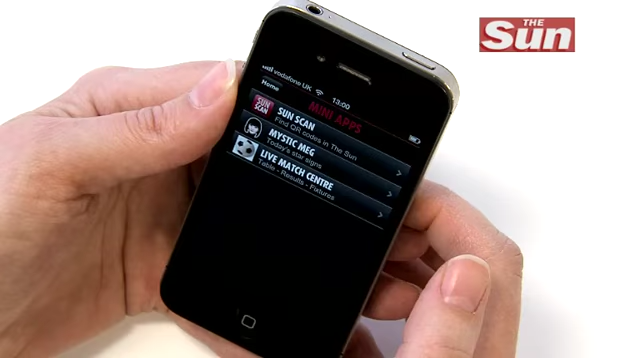 THE
Sun
vodafone UK
13:00
Home
MINI APPS
SUN
SCAN
SUN SCAN
Find QR codes in The Sun
MYSTIC MEG
Today's star signs
LIVE MATCH CENTRE
Table - Results - Fixtures